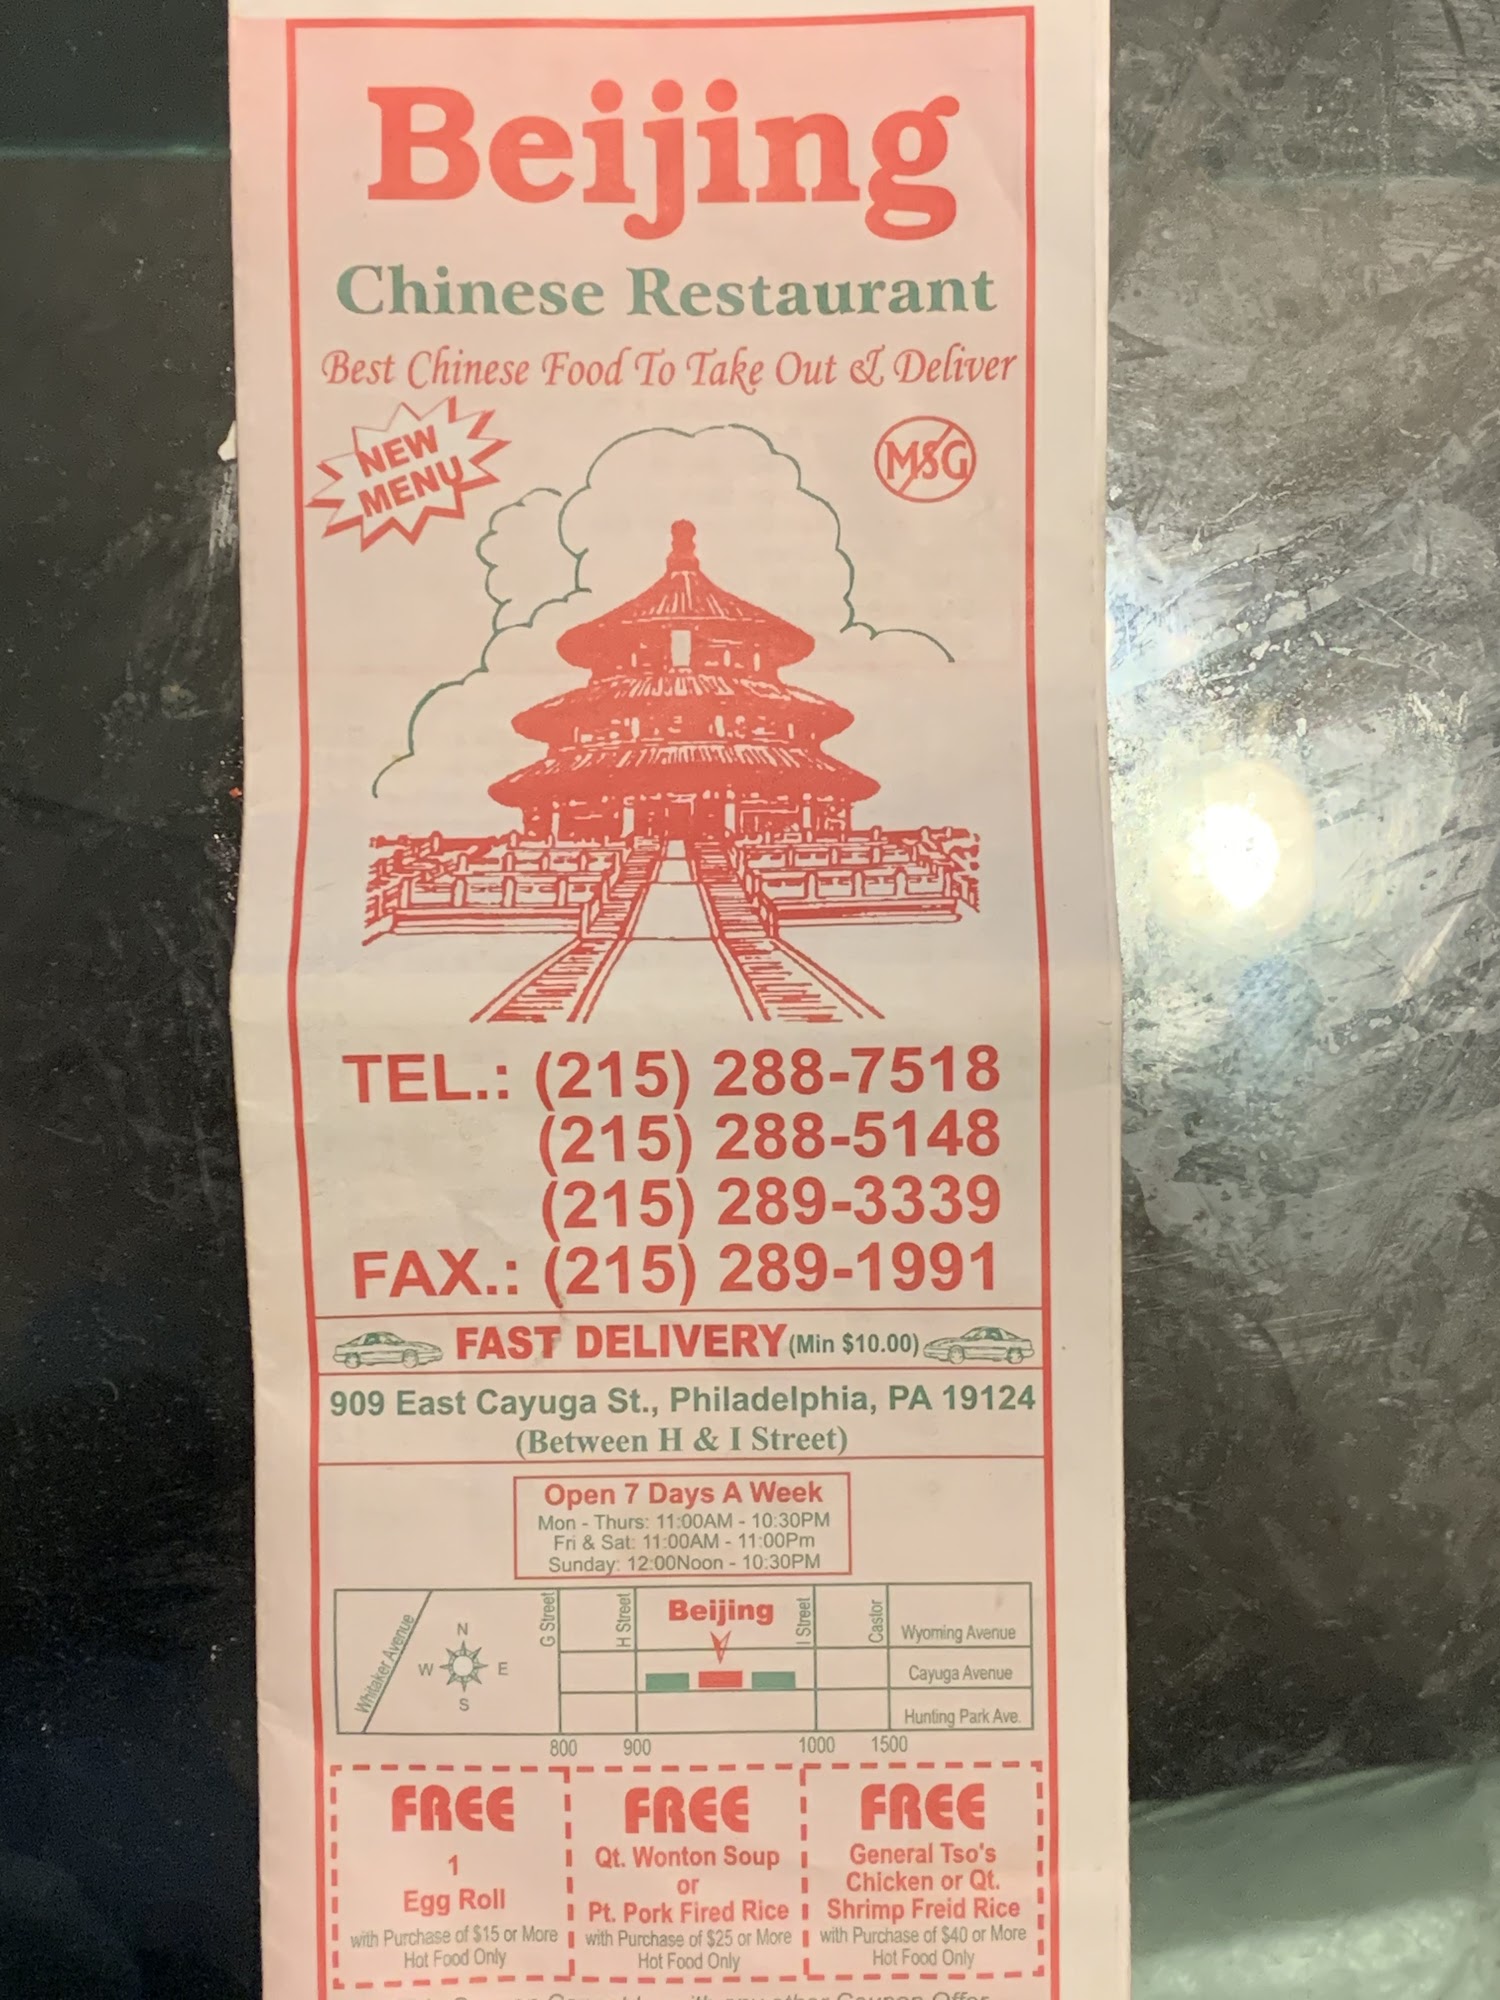 Beijing
Chinese Restaurant
Best Chinese Food To Take Out & Deliver
NEW
MENU
MSG
TEL.: (215) 288-7518
(215) 288-5148
(215) 289-3339
FAX.: (215) 289-1991
FAST DELIVERY (Min $10.00)
909 East Cayuga St., Philadelphia, PA 19124
(Between H & I Street)
Open 7 Days A Week
Mon - Thurs: 11:00AM - 10:30PM
Fri & Sat: 11:00AM - 11:00Pm
Sunday: 12:00Noon - 10:30PM
Whitaker Avenue
N
W E
S
G Street
H Street
Beijing
I Street
Castor
Wyoming Avenue
Cayuga Avenue
Hunting Park Ave.
800 900 1000 1500
FREE
1
Egg Roll
with Purchase of $15 or More
Hot Food Only
FREE
Qt. Wonton Soup
or
Pt. Pork Fired Rice
with Purchase of $25 or More
Hot Food Only
FREE
General Tso's
Chicken or Qt.
Shrimp Freid Rice
with Purchase of $40 or More
Hot Food Only
with any other Coupon Offer